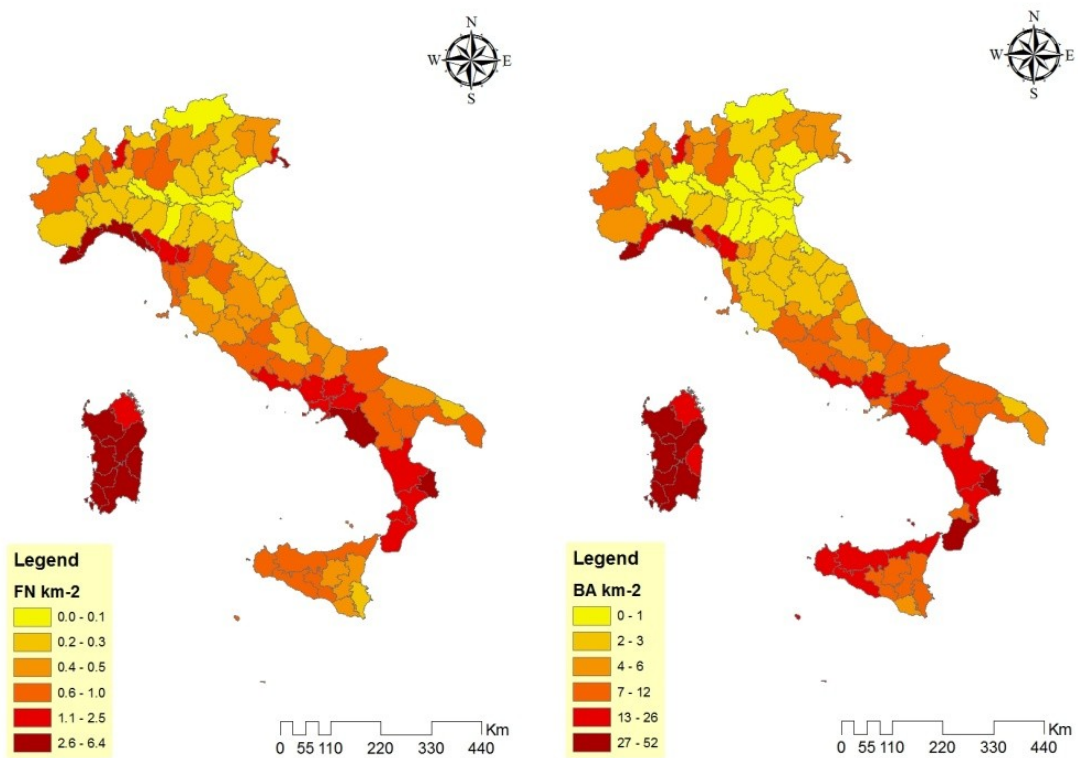 N
W E
S
Legend
FN km-2
0.0 - 0.1
0.2 - 0.3
0.4 - 0.5
0.6 - 1.0
1.1 - 2.5
2.6 - 6.4
Km
0 55 110 220 330 440
N
W E
S
Legend
BA km-2
0 - 1
2 - 3
4 - 6
7 - 12
13 - 26
27 - 52
Km
0 55 110 220 330 440